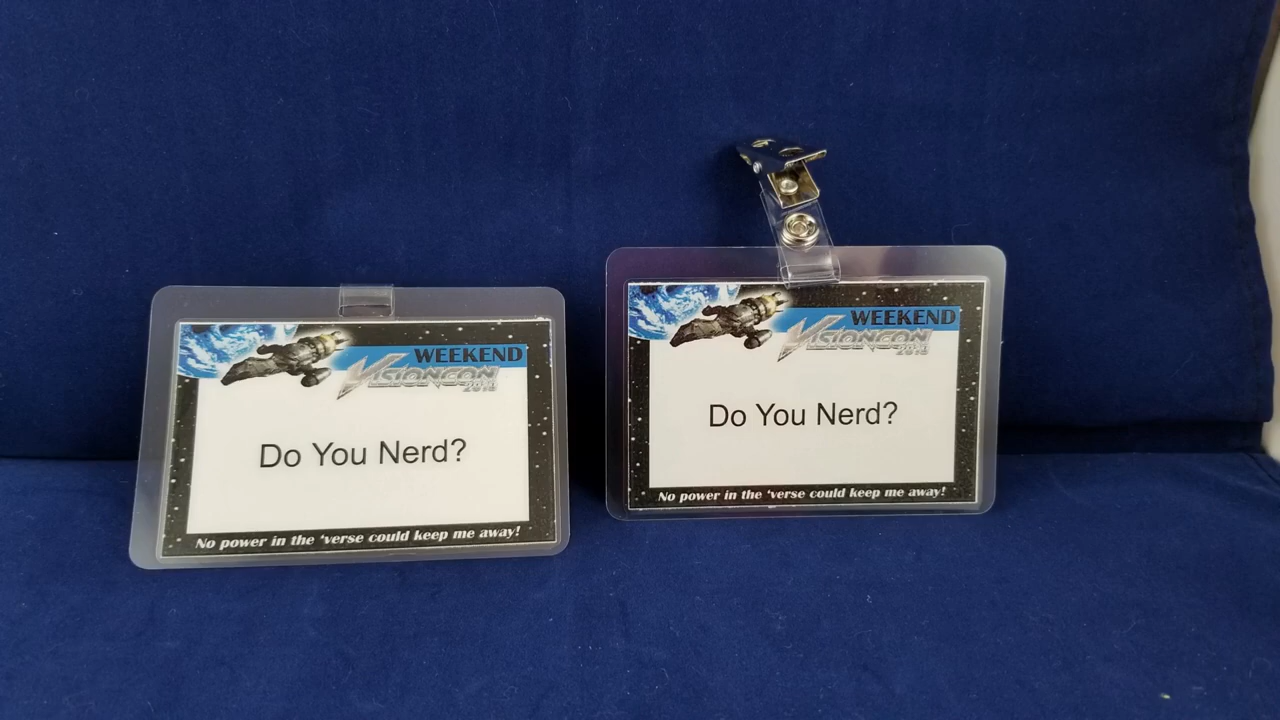 WEEKEND
VISIONCON
Do You Nerd?
No power in the ‘verse could keep me away!
WEEKEND
VISIONCON
Do You Nerd?
No power in the ‘verse could keep me away!